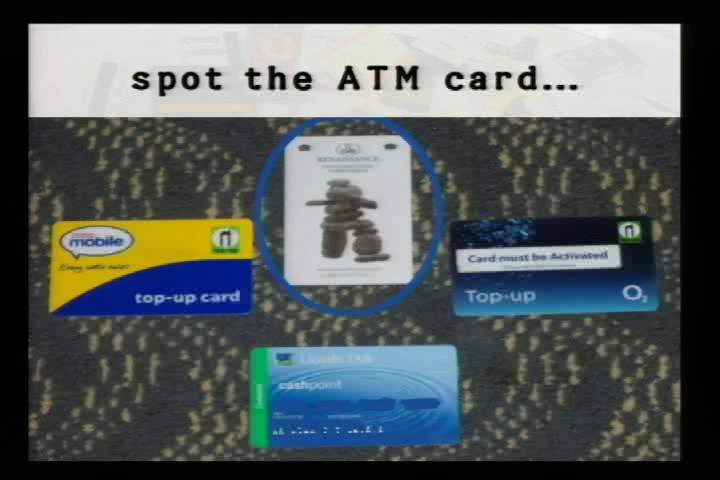 spot the ATM card...
RENAISSANCE
mobile
top-up card
Card must be Activated
Top-up
O2
Lloyds TSB
cashpoint